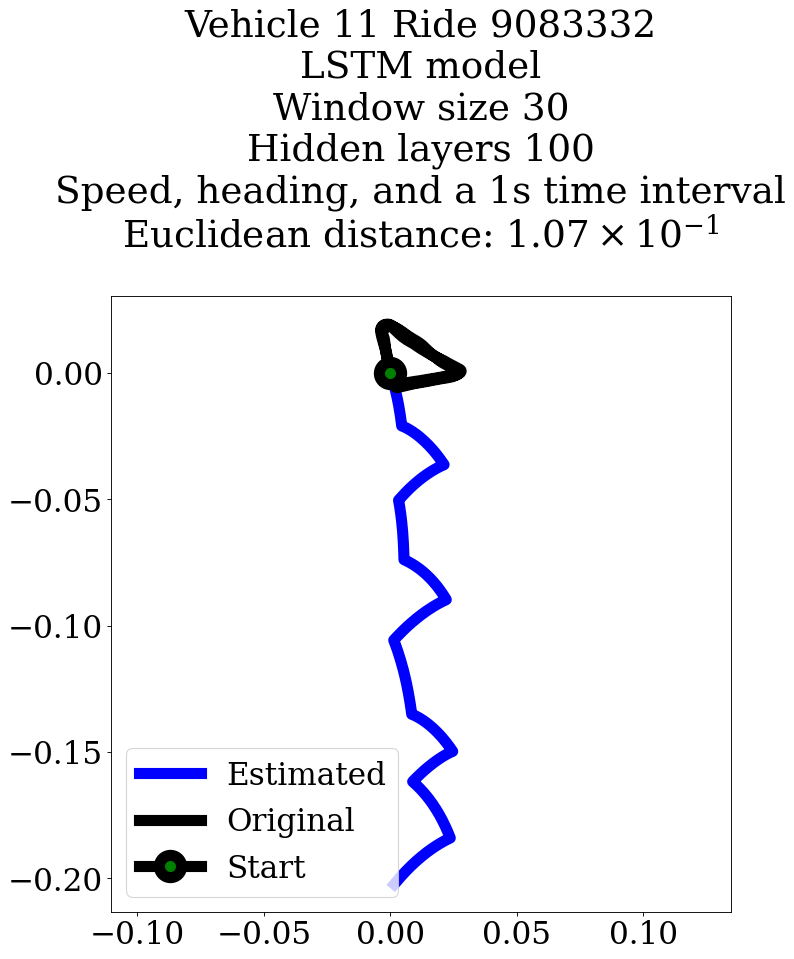 Vehicle 11 Ride 9083332
LSTM model
Window size 30
Hidden layers 100
Speed, heading, and a 1s time interval
Euclidean distance: 1.07 × 10⁻¹
0.00
−0.05
−0.10
−0.15
−0.20
Estimated
Original
Start
−0.10 −0.05 0.00 0.05 0.10